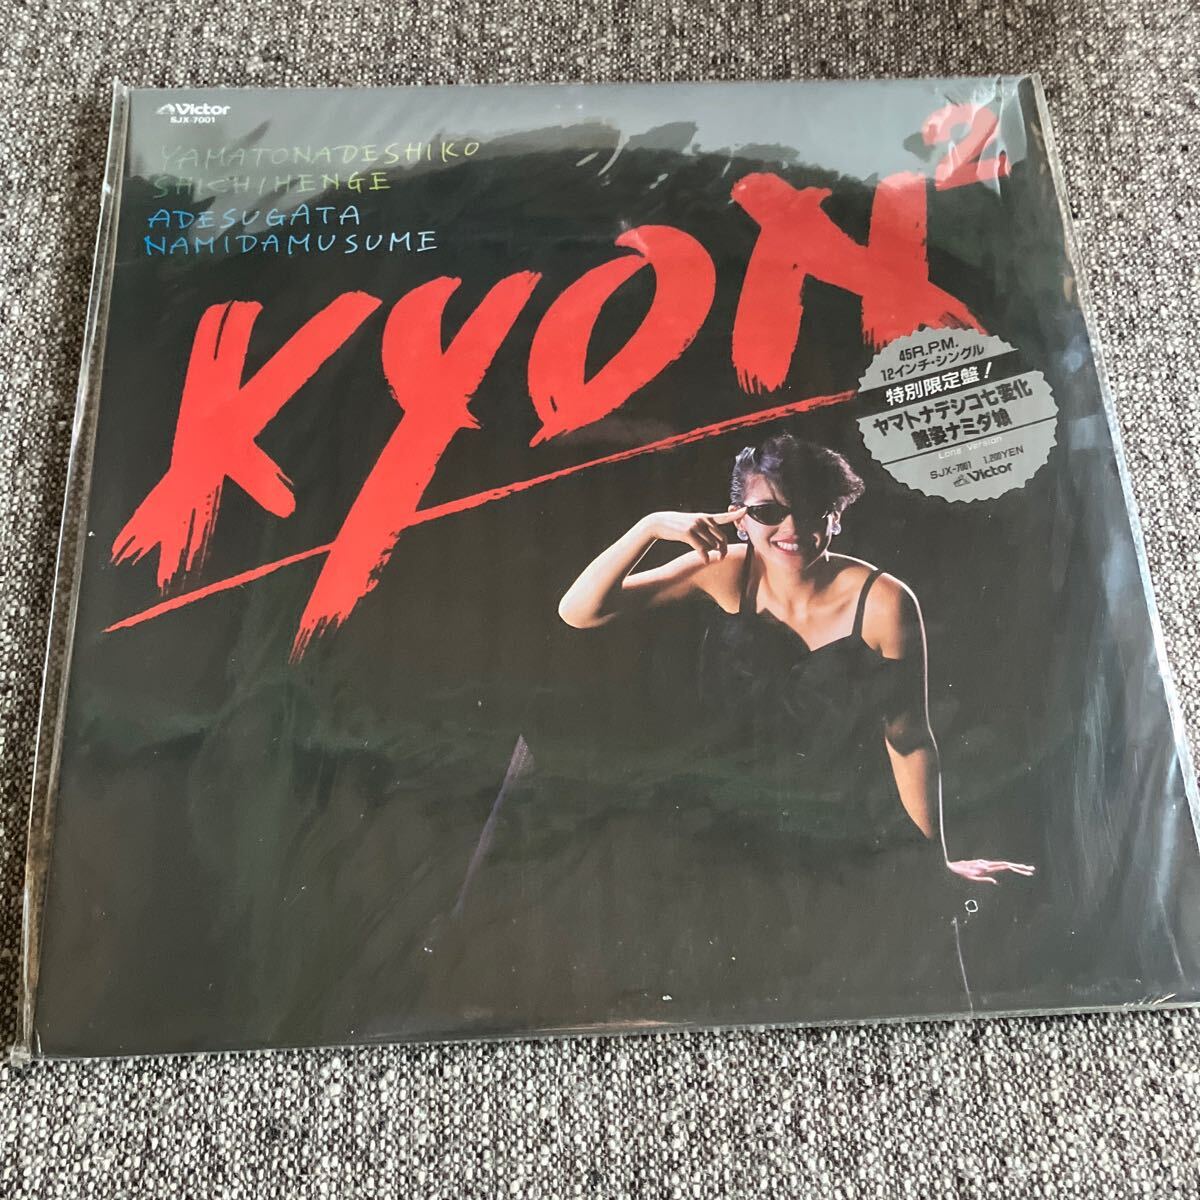 Victor
SJX-7001
YAMATONADESHIKO
SHICHIHENGE
ADESUGATA
NAMIDAMUSUME
KYON²
45R.P.M.
12インチ・シングル
特別限定盤!
ヤマトナデシコ七変化
艶姿ナミダ娘
Long Version
SJX-7001 1,200YEN
Victor